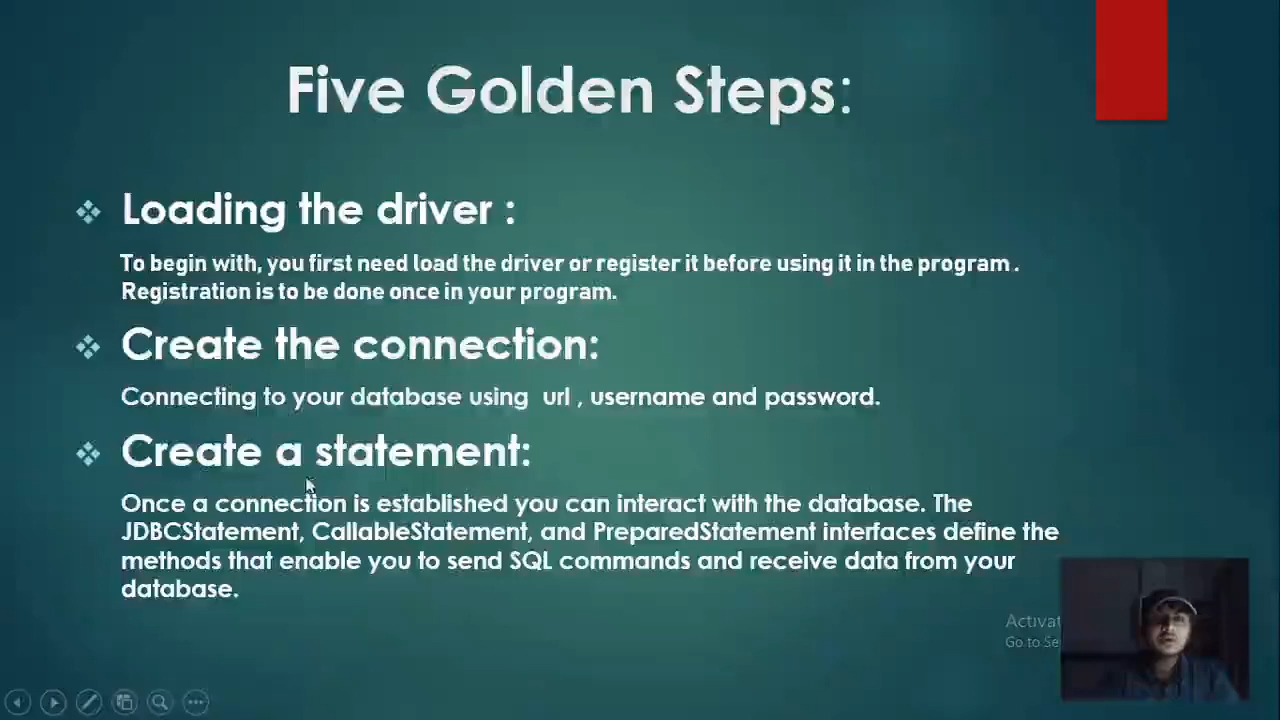 Five Golden Steps:
Loading the driver :
To begin with, you first need load the driver or register it before using it in the program .
Registration is to be done once in your program.
Create the connection:
Connecting to your database using url , username and password.
Create a statement:
Once a connection is established you can interact with the database. The
JDBCStatement, CallableStatement, and PreparedStatement interfaces define the
methods that enable you to send SQL commands and receive data from your
database.
Go to